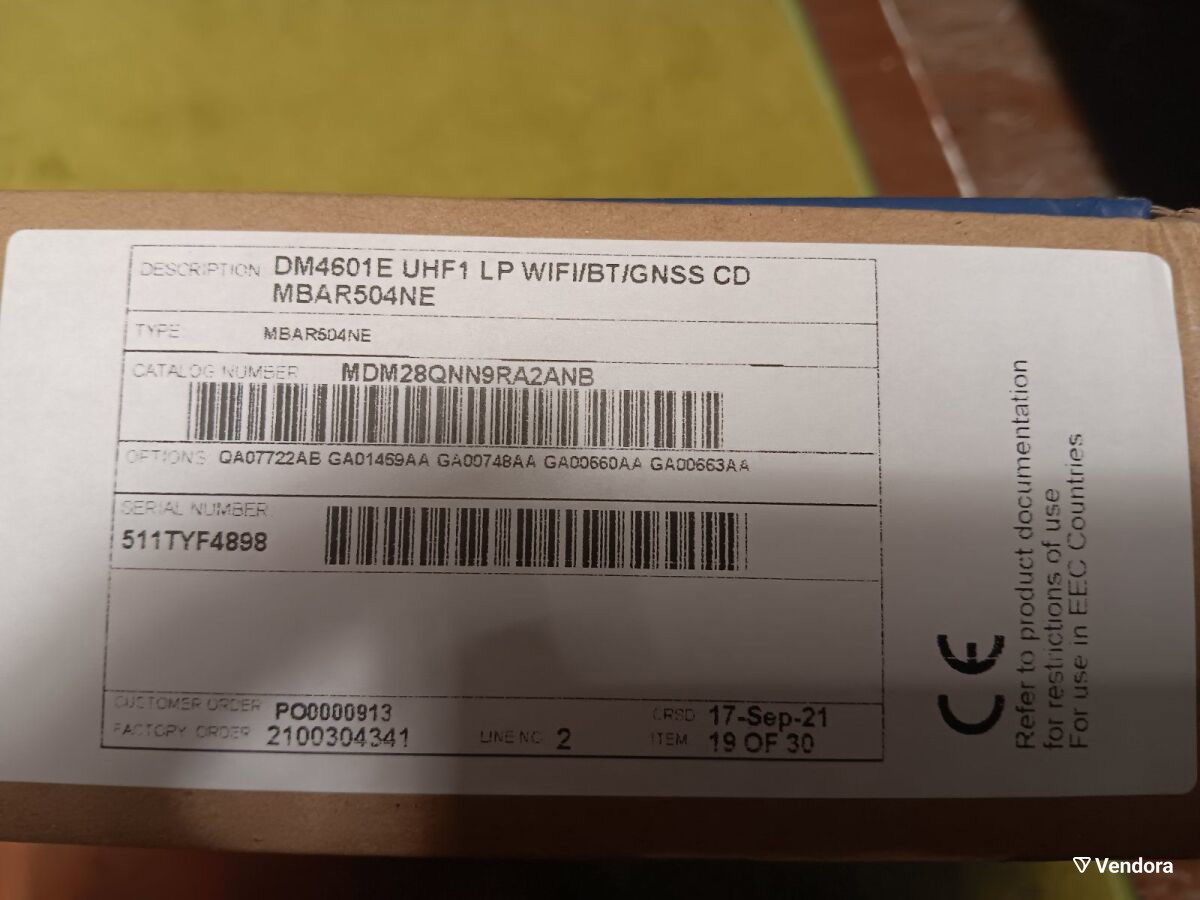 DESCRIPTION DM4601E UHF1 LP WIFI/BT/GNSS CD
MBAR504NE
TYPE MBAR504NE
CATALOG NUMBER MDM28QNN9RA2ANB
OPTIONS QA07722AB GA01469AA GA00748AA GA00660AA GA00663AA
SERIAL NUMBER
511TYF4898
CUSTOMER ORDER PO0000913 CRSD 17-Sep-21
FACTORY ORDER 2100304341 LINE NO 2 ITEM 19 OF 30
CE
Refer to product documentation
for restrictions of use
For use in EEC Countries
Vendora